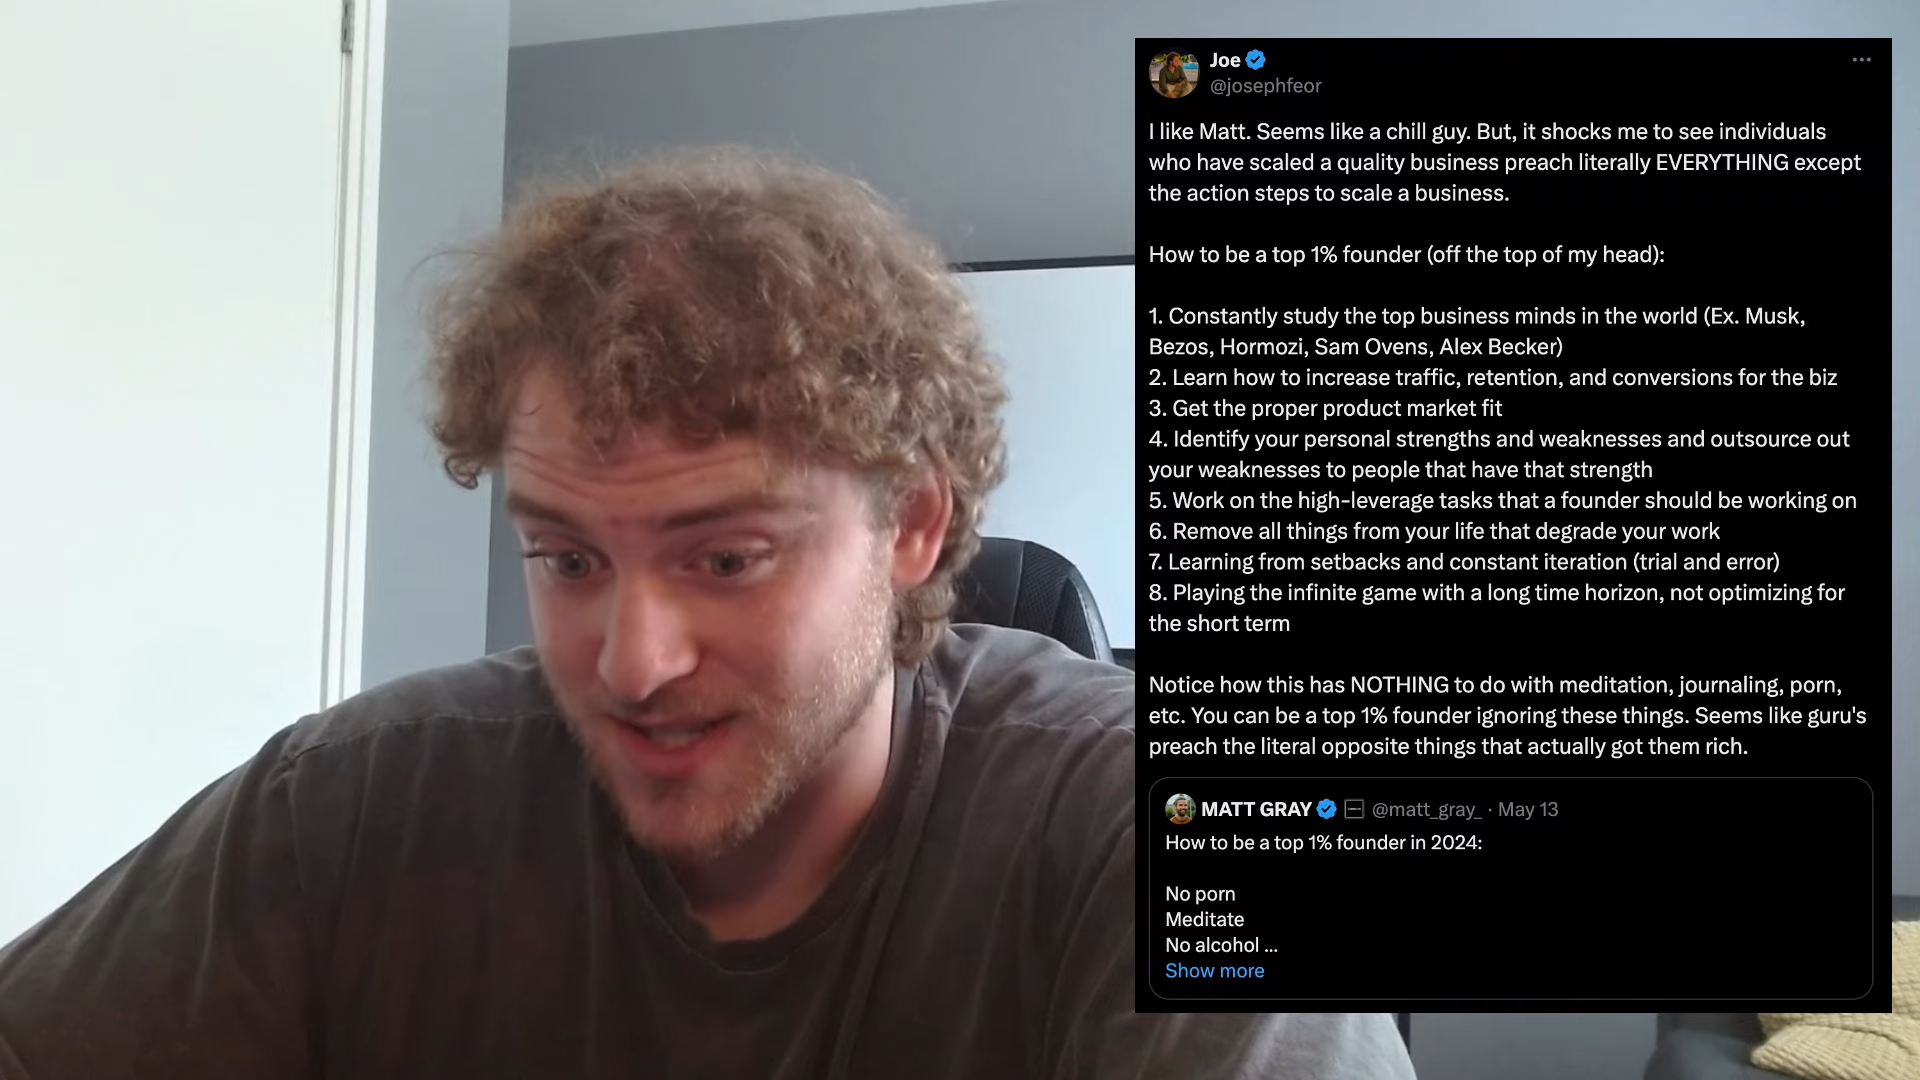 Joe
@josephfeor
I like Matt. Seems like a chill guy. But, it shocks me to see individuals
who have scaled a quality business preach literally EVERYTHING except
the action steps to scale a business.
How to be a top 1% founder (off the top of my head):
1. Constantly study the top business minds in the world (Ex. Musk,
Bezos, Hormozi, Sam Ovens, Alex Becker)
2. Learn how to increase traffic, retention, and conversions for the biz
3. Get the proper product market fit
4. Identify your personal strengths and weaknesses and outsource out
your weaknesses to people that have that strength
5. Work on the high-leverage tasks that a founder should be working on
6. Remove all things from your life that degrade your work
7. Learning from setbacks and constant iteration (trial and error)
8. Playing the infinite game with a long time horizon, not optimizing for
the short term
Notice how this has NOTHING to do with meditation, journaling, porn,
etc. You can be a top 1% founder ignoring these things. Seems like guru's
preach the literal opposite things that actually got them rich.
MATT GRAY @matt_gray_ · May 13
How to be a top 1% founder in 2024:
No porn
Meditate
No alcohol ...
Show more